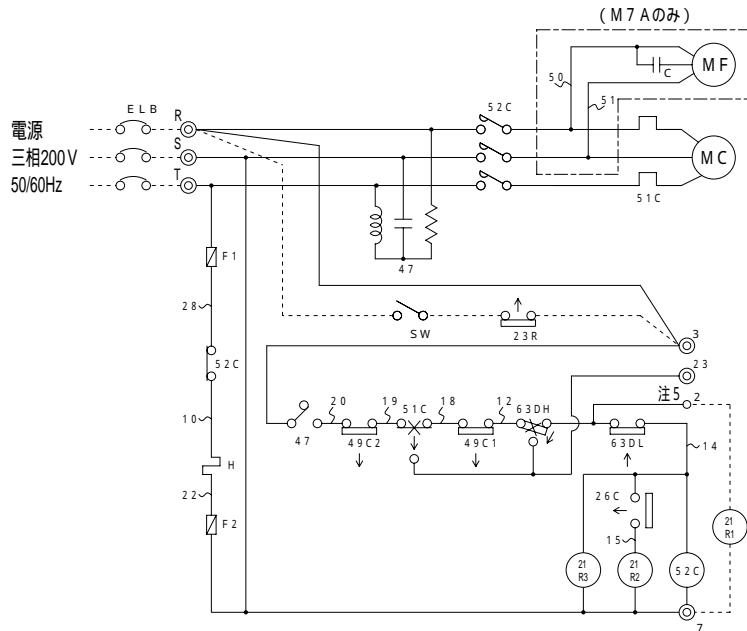 (M7Aのみ)
50
C
MF
51
ELB
R
52C
電源
S
三相200V
MC
T
50/60Hz
51C
47
F1
28
SW
23R
3
52C
23
注5
2
20
19
51C
18
12
63DH
10
47
49C2
49C1
63DL
14
H
22
26C
F2
15
21
R1
21
R3
21
R2
52C
7